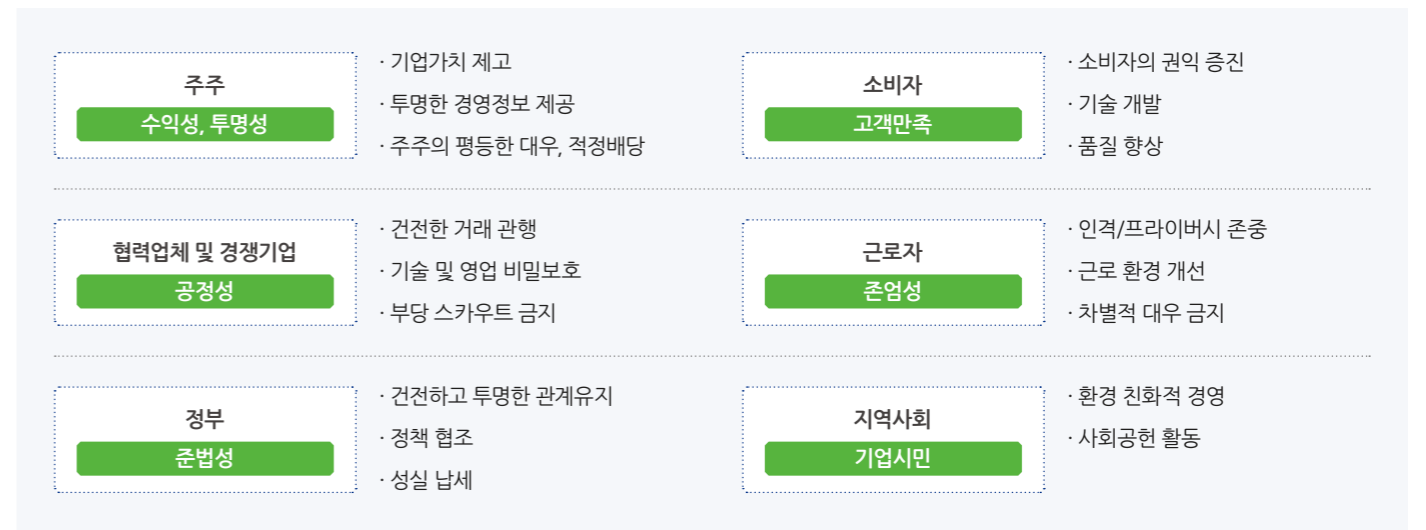 주주
수익성, 투명성
· 기업가치 제고
· 투명한 경영정보 제공
· 주주의 평등한 대우, 적정배당
소비자
고객만족
· 소비자의 권익 증진
· 기술 개발
· 품질 향상
협력업체 및 경쟁기업
공정성
· 건전한 거래 관행
· 기술 및 영업 비밀보호
· 부당 스카우트 금지
근로자
존엄성
· 인격/프라이버시 존중
· 근로 환경 개선
· 차별적 대우 금지
정부
준법성
· 건전하고 투명한 관계유지
· 정책 협조
· 성실 납세
지역사회
기업시민
· 환경 친화적 경영
· 사회공헌 활동